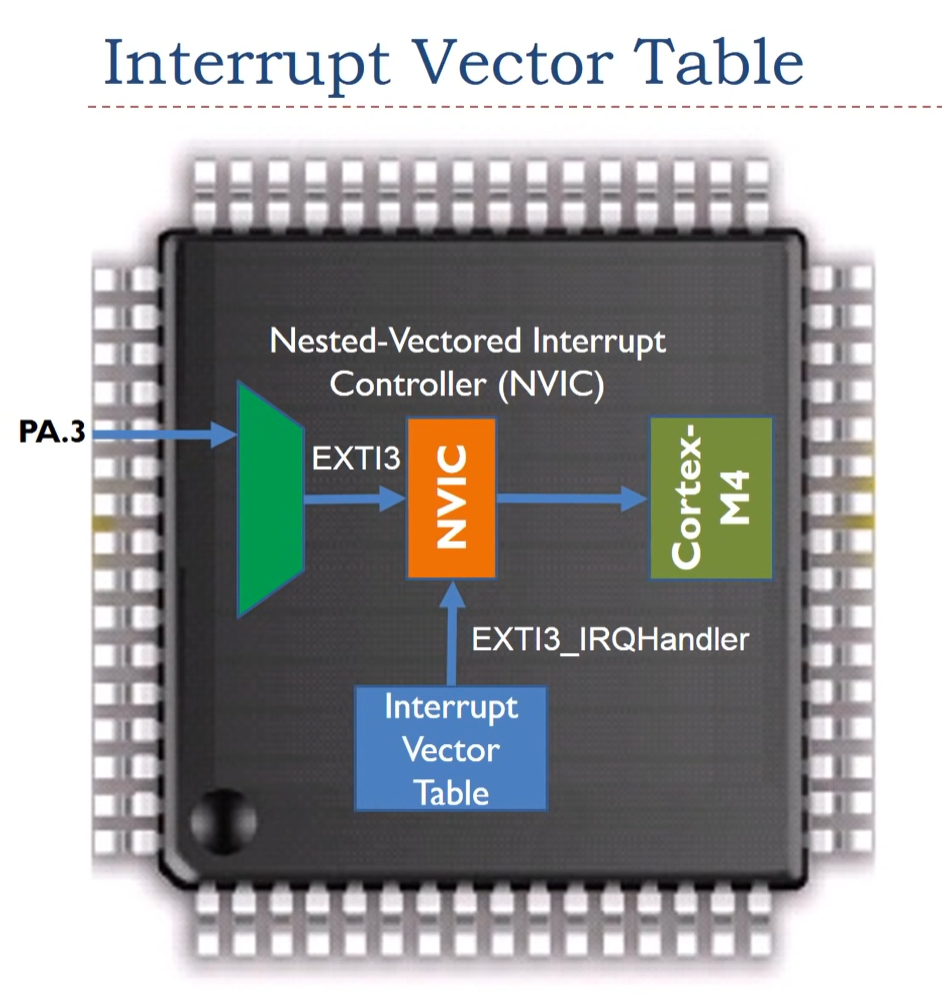 Interrupt Vector Table
Nested-Vectored Interrupt
Controller (NVIC)
PA.3
EXTI3
NVIC
Cortex-
M4
EXTI3_IRQHandler
Interrupt
Vector
Table